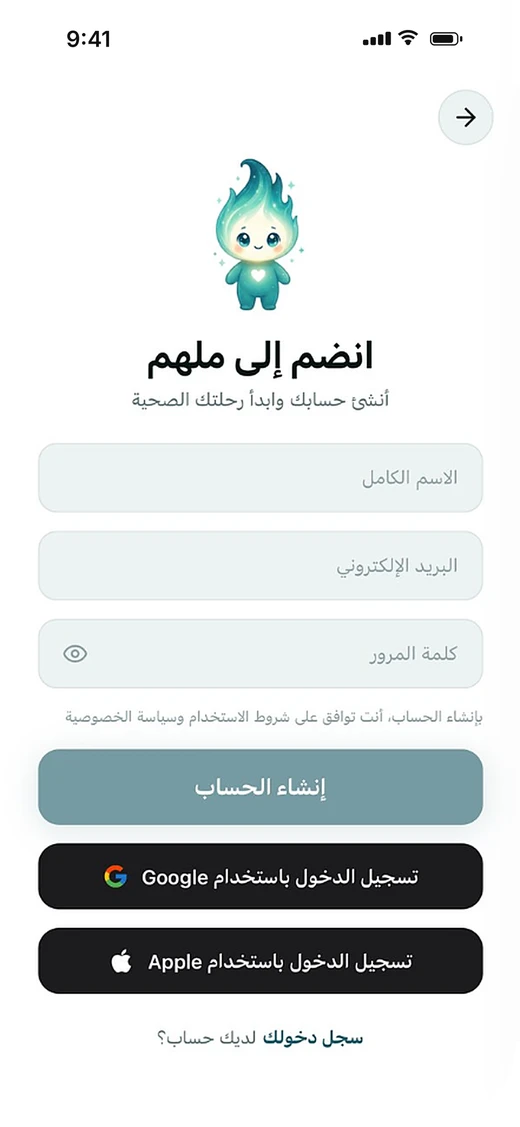 9:41
انضم إلى ملهم
أنشئ حسابك وابدأ رحلتك الصحية
الاسم الكامل
البريد الإلكتروني
كلمة المرور
بإنشاء الحساب، أنت توافق على شروط الاستخدام وسياسة الخصوصية
إنشاء الحساب
تسجيل الدخول باستخدام Google
تسجيل الدخول باستخدام Apple
سجل دخولك لديك حساب؟